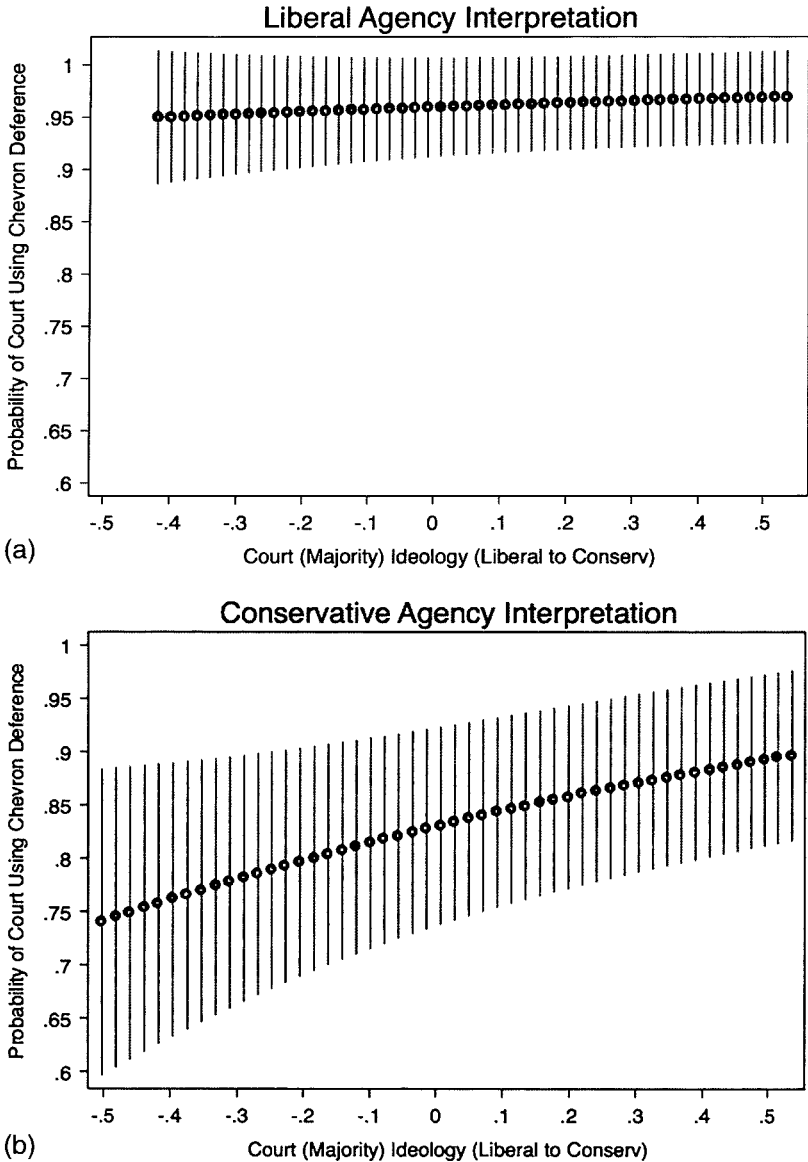 Liberal Agency Interpretation
Probability of Court Using Chevron Deference
1
.95
.9
.85
.8
.75
.7
.65
.6
-.5 -.4 -.3 -.2 -.1 0 .1 .2 .3 .4 .5
(a)
Court (Majority) Ideology (Liberal to Conserv)
Conservative Agency Interpretation
Probability of Court Using Chevron Deference
1
.95
.9
.85
.8
.75
.7
.65
.6
-.5 -.4 -.3 -.2 -.1 0 .1 .2 .3 .4 .5
(b)
Court (Majority) Ideology (Liberal to Conserv)